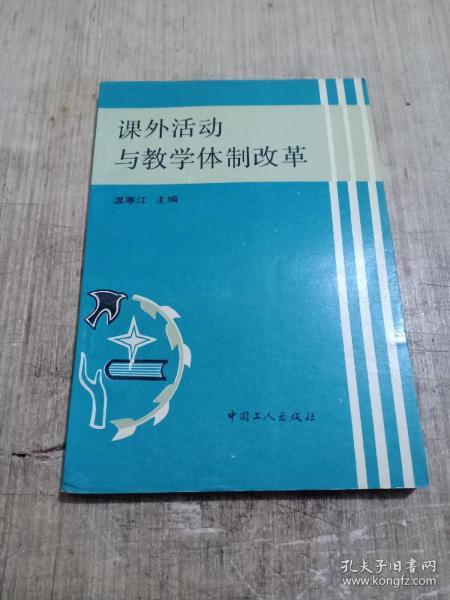 课外活动
与教学体制改革
温寒江 主编
中国工人出版社
孔夫子旧书网
www.kongfz.com